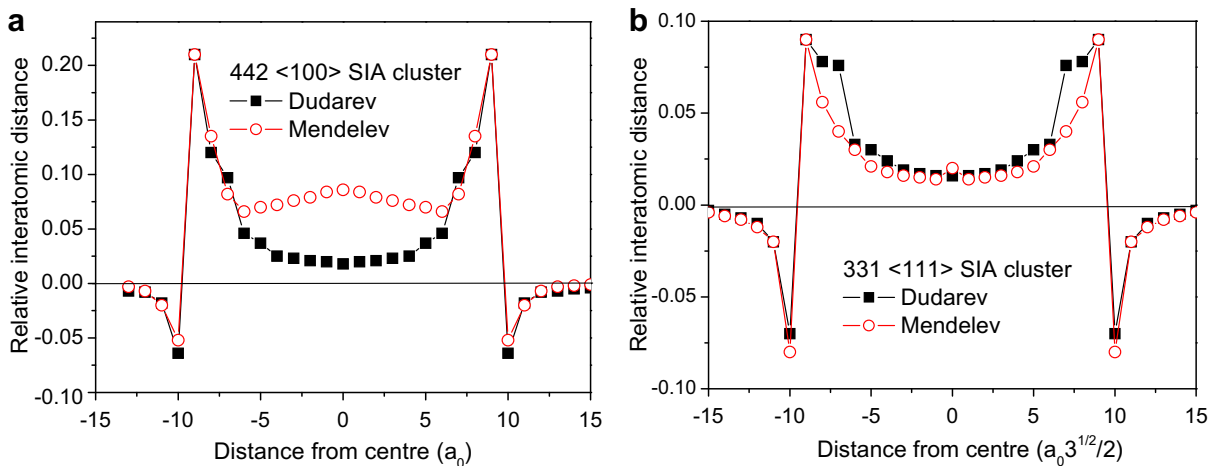 a
Relative interatomic distance
0.20
0.15
0.10
0.05
0.00
-0.05
-0.10
442 <100> SIA cluster
Dudarev
Mendelev
-15 -10 -5 0 5 10 15
Distance from centre (a0)
b
Relative interatomic distance
0.10
0.05
0.00
-0.05
-0.10
331 <111> SIA cluster
Dudarev
Mendelev
-15 -10 -5 0 5 10 15
Distance from centre (a03^1/2/2)